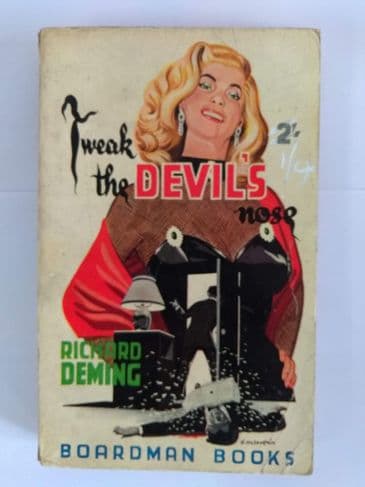 Tweak
the DEVIL'S
nose
2/-
1/4
RICHARD
DEMING
BOARDMAN BOOKS